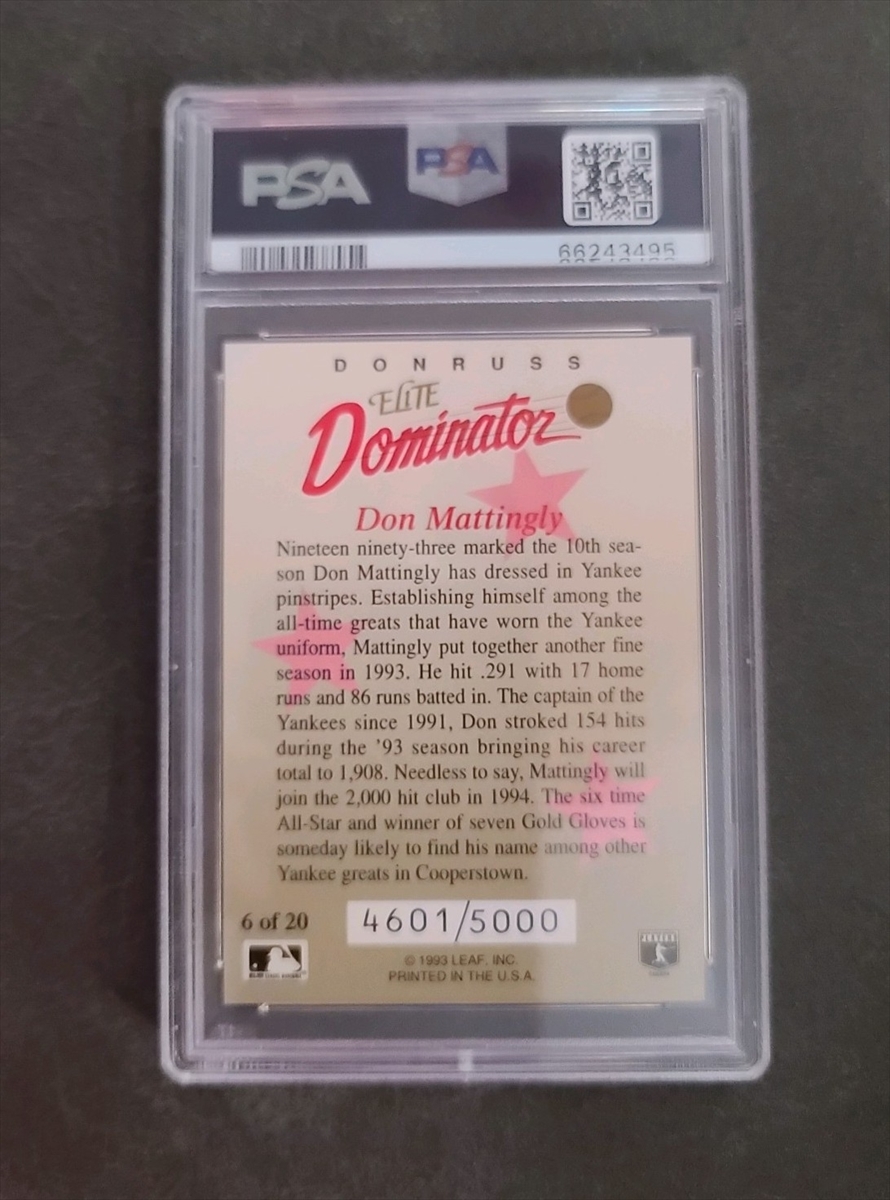 PSA
PSA
66243495
DONRUSS
ELITE
Dominator
Don Mattingly
Nineteen ninety-three marked the 10th sea-
son Don Mattingly has dressed in Yankee
pinstripes. Establishing himself among the
all-time greats that have worn the Yankee
uniform, Mattingly put together another fine
season in 1993. He hit .291 with 17 home
runs and 86 runs batted in. The captain of the
Yankees since 1991, Don stroked 154 hits
during the '93 season bringing his career
total to 1,908. Needless to say, Mattingly will
join the 2,000 hit club in 1994. The six time
All-Star and winner of seven Gold Gloves is
someday likely to find his name among other
Yankee greats in Cooperstown.
6 of 20
4601/5000
© 1993 LEAF, INC.
PRINTED IN THE U.S.A.
PLAYERS